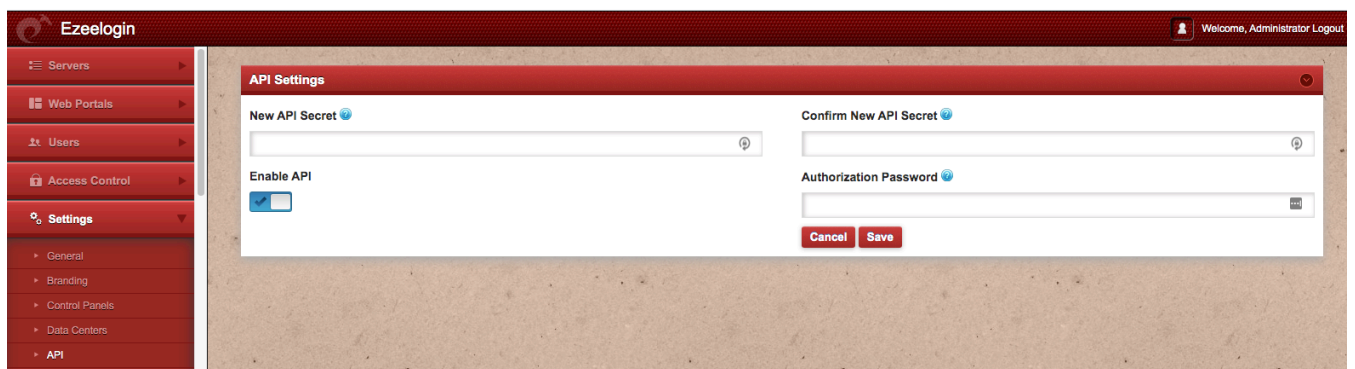 Ezeelogin
Welcome, Administrator Logout
Servers
Web Portals
Users
Access Control
Settings
General
Branding
Control Panels
Data Centers
API
API Settings
New API Secret
Confirm New API Secret
Enable API
Authorization Password
Cancel Save